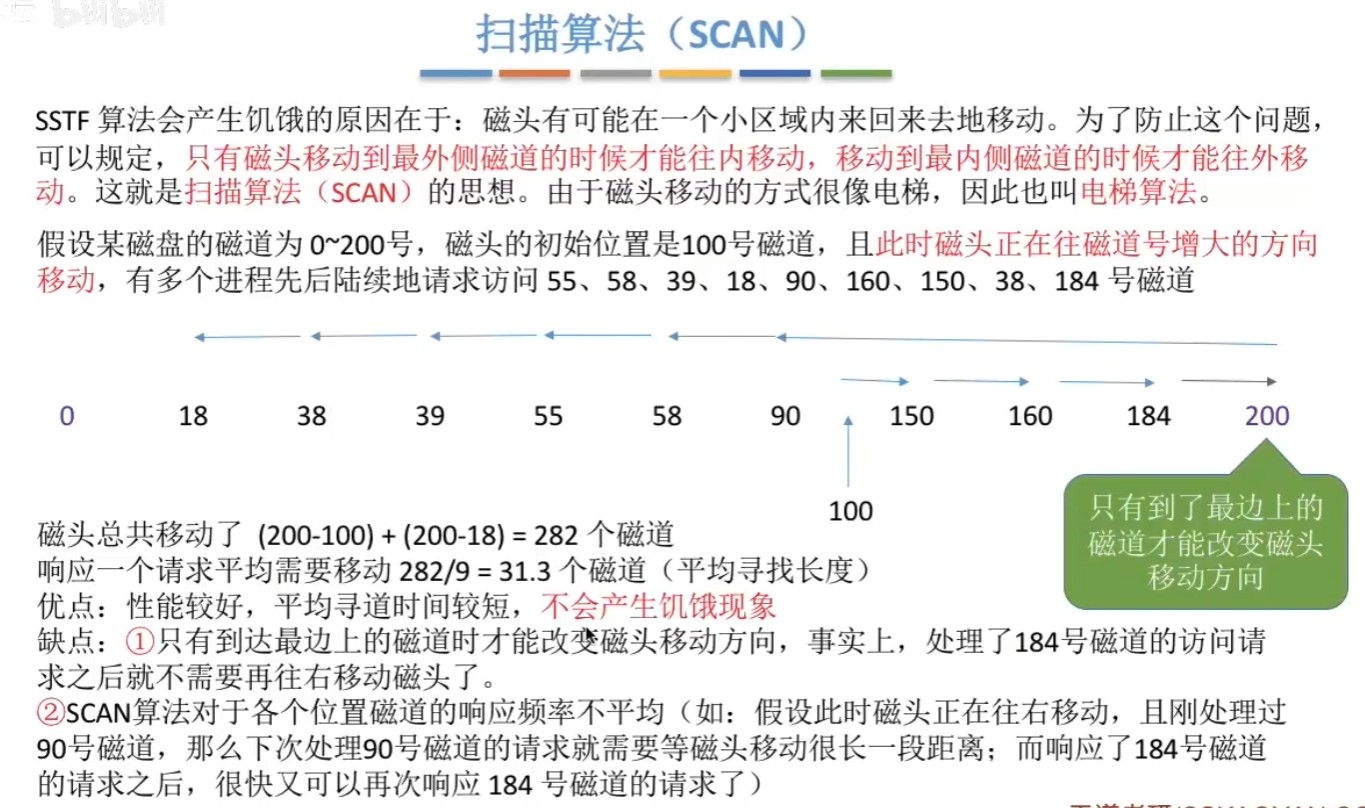 扫描算法（SCAN）
SSTF 算法会产生饥饿的原因在于：磁头有可能在一个小区域内来回来去地移动。为了防止这个问题，
可以规定，只有磁头移动到最外侧磁道的时候才能往内移动，移动到最内侧磁道的时候才能往外移
动。这就是扫描算法（SCAN）的思想。由于磁头移动的方式很像电梯，因此也叫电梯算法。
假设某磁盘的磁道为 0~200号，磁头的初始位置是100号磁道，且此时磁头正在往磁道号增大的方向
移动，有多个进程先后陆续地请求访问 55、58、39、18、90、160、150、38、184 号磁道
0 18 38 39 55 58 90 150 160 184 200
100
只有到了最边上的
磁道才能改变磁头
移动方向
磁头总共移动了 (200-100) + (200-18) = 282 个磁道
响应一个请求平均需要移动 282/9 = 31.3 个磁道（平均寻找长度）
优点：性能较好，平均寻道时间较短，不会产生饥饿现象
缺点：①只有到达最边上的磁道时才能改变磁头移动方向，事实上，处理了184号磁道的访问请
求之后就不需要再往右移动磁头了。
②SCAN算法对于各个位置磁道的响应频率不平均（如：假设此时磁头正在往右移动，且刚处理过
90号磁道，那么下次处理90号磁道的请求就需要等磁头移动很长一段距离；而响应了184号磁道
的请求之后，很快又可以再次响应 184 号磁道的请求了）